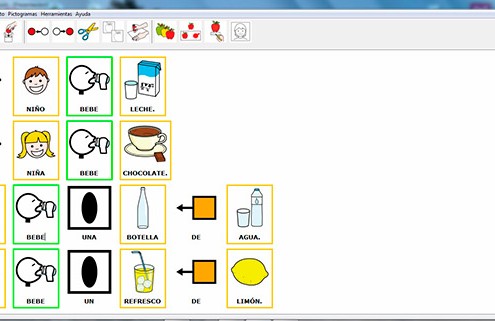 Pictogramas Herramientas Ayuda
NIÑO BEBE LECHE.
NIÑA BEBE CHOCOLATE.
BEBE UNA BOTELLA DE AGUA.
BEBE UN REFRESCO DE LIMÓN.